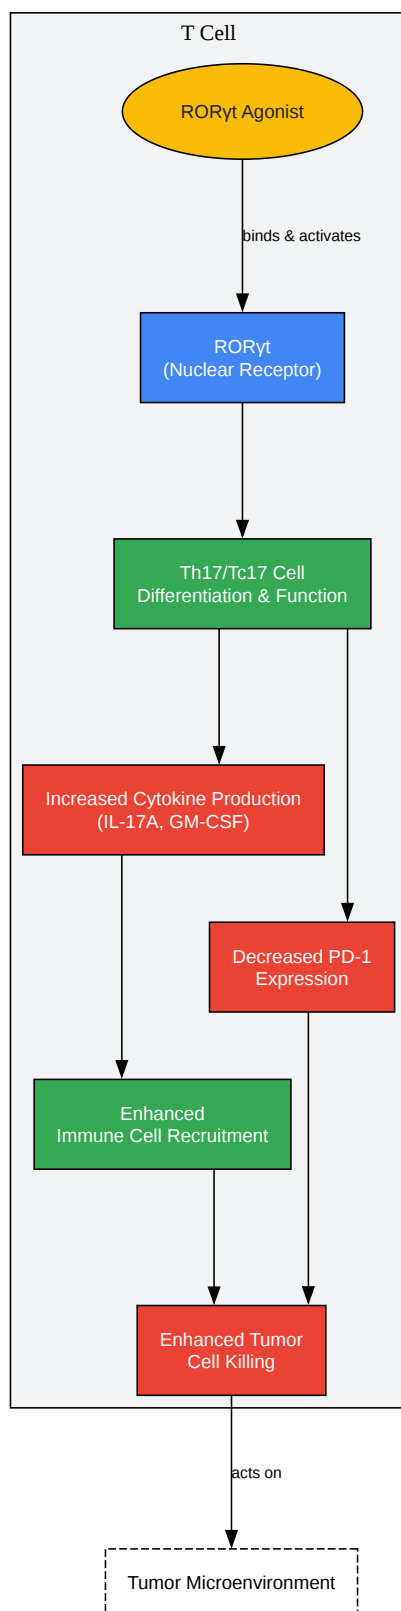 T Cell
RORγt Agonist
binds & activates
RORγt
(Nuclear Receptor)
Th17/Tc17 Cell
Differentiation & Function
Increased Cytokine Production
(IL-17A, GM-CSF)
Decreased PD-1
Expression
Enhanced
Immune Cell Recruitment
Enhanced Tumor
Cell Killing
acts on
Tumor Microenvironment